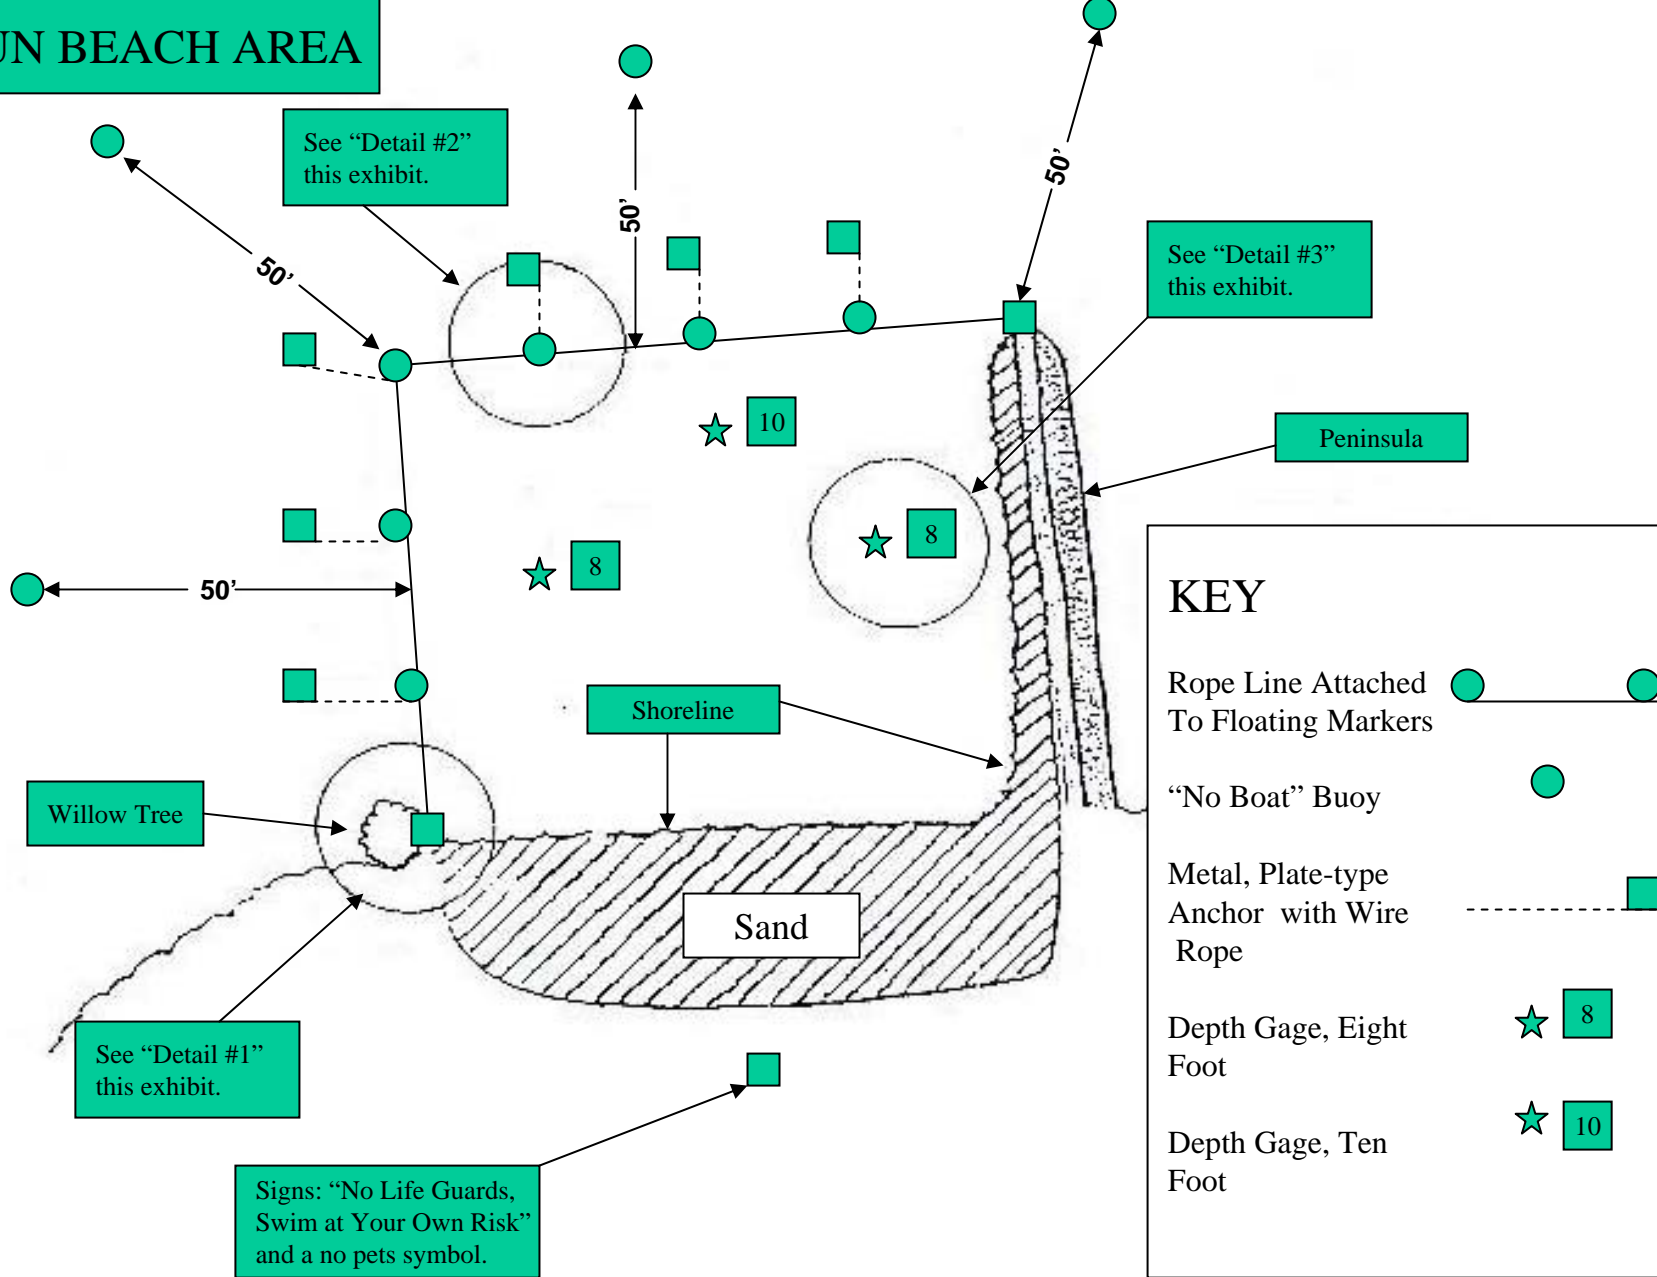 UN BEACH AREA
See “Detail #2”
this exhibit.
50’
50’
50’
See “Detail #3”
this exhibit.
10
Peninsula
8
8
50’
Shoreline
Willow Tree
Sand
See “Detail #1”
this exhibit.
Signs: “No Life Guards,
Swim at Your Own Risk”
and a no pets symbol.
KEY
Rope Line Attached
To Floating Markers
“No Boat” Buoy
Metal, Plate-type
Anchor with Wire
Rope
Depth Gage, Eight
Foot
8
Depth Gage, Ten
Foot
10